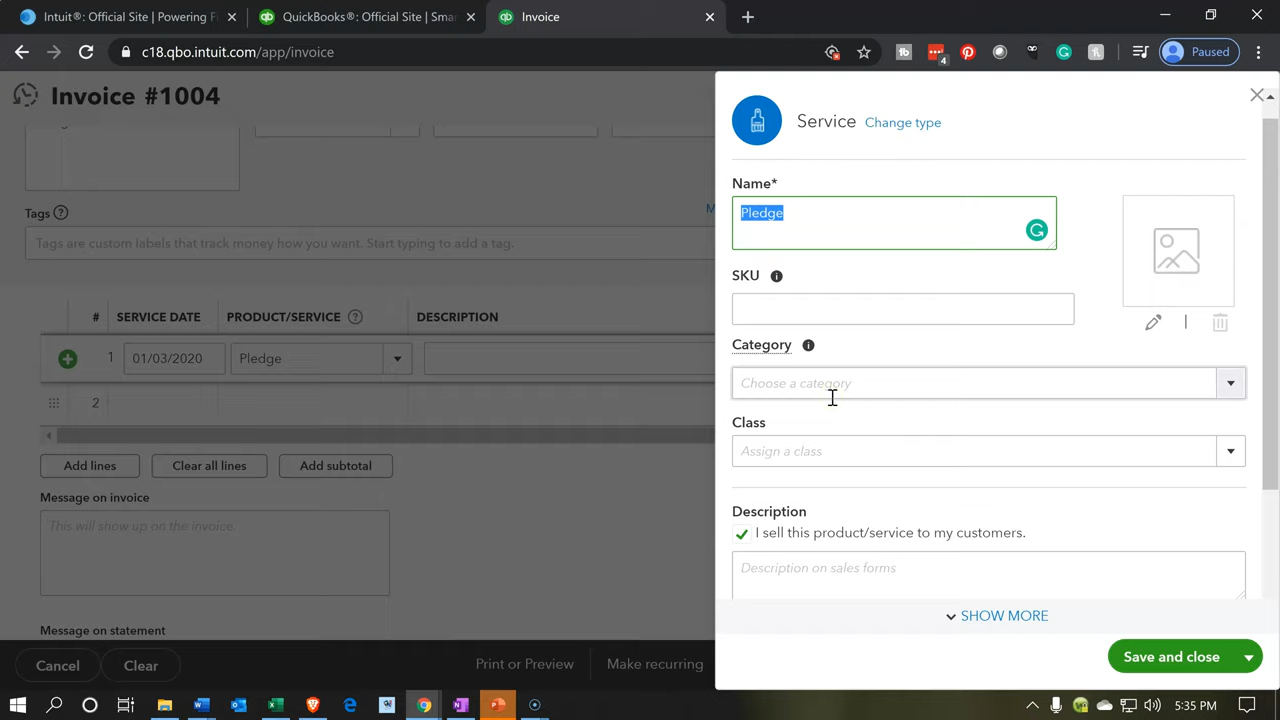 Intuit® : Official Site | Powering F
QuickBooks®: Official Site | Smar
Invoice
c18.qbo.intuit.com/app/invoice
4
Paused
Invoice #1004
Tags
Tags are custom labels that track money how you want. Start typing to add a tag.
# SERVICE DATE PRODUCT/SERVICE DESCRIPTION
1 01/03/2020 Pledge
2
Add lines Clear all lines Add subtotal
Message on invoice
This will show up on the invoice.
Message on statement
Cancel Clear Print or Preview Make recurring
Service Change type
Name*
Pledge
SKU
Category
Choose a category
Class
Assign a class
Description
I sell this product/service to my customers.
Description on sales forms
SHOW MORE
Save and close
5:35 PM